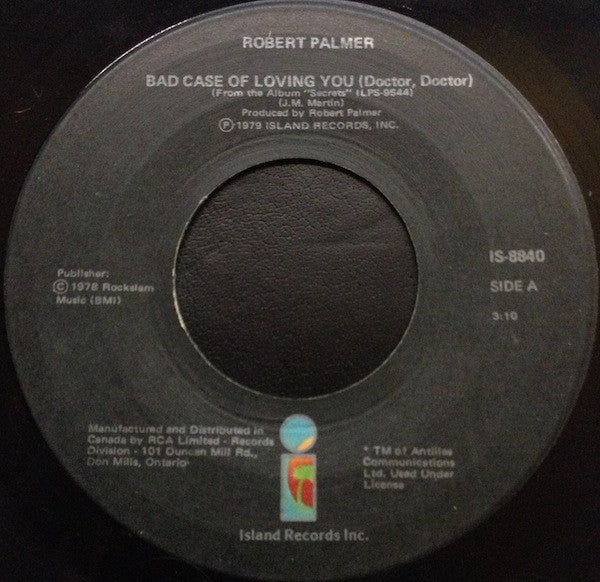 ROBERT PALMER
BAD CASE OF LOVING YOU (Doctor, Doctor)
(From the Album "Secrets" ILPS-9544)
(J.M. Martin)
Produced by Robert Palmer
Ⓟ1979 ISLAND RECORDS, INC.
IS-8840
Publisher:
© 1978 Rockslam
Music (BMI)
SIDE A
3:10
Manufactured and Distributed in
Canada by RCA Limited - Records
Division - 101 Duncan Mill Rd.,
Don Mills, Ontario
* TM of Antilles
Communications
Ltd. Used Under
License
Island Records Inc.